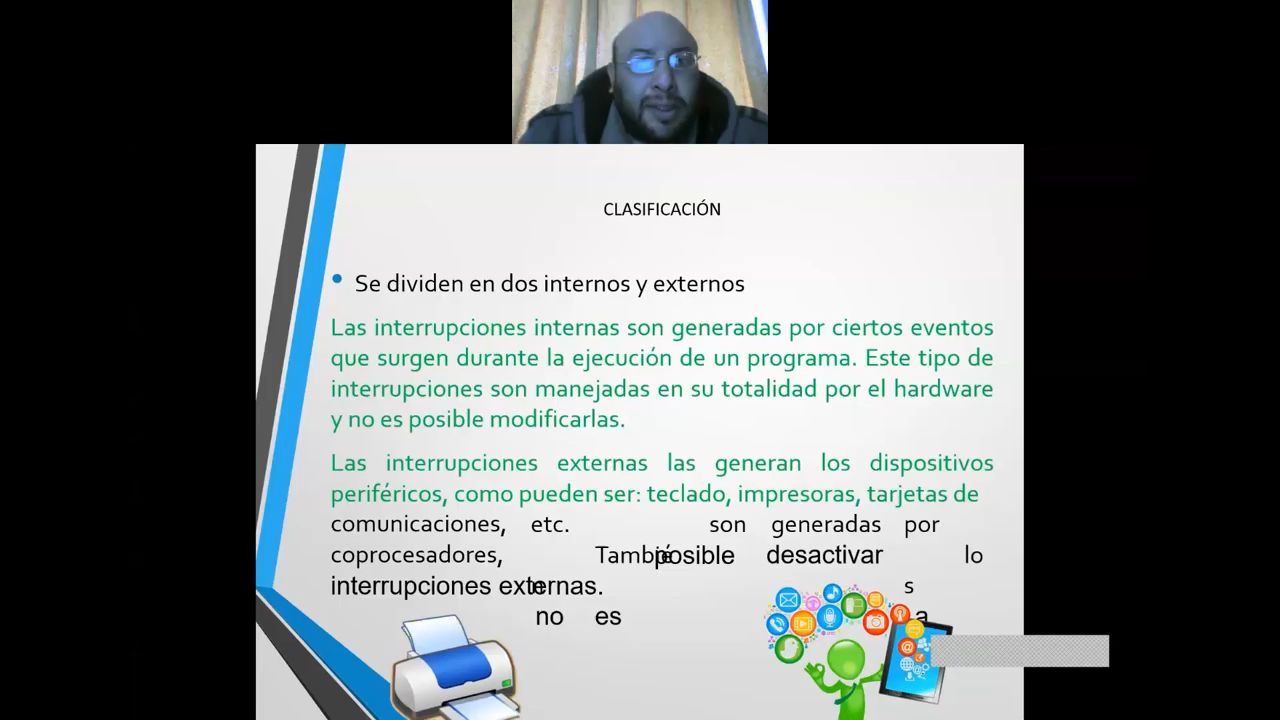 CLASIFICACIÓN
• Se dividen en dos internos y externos
Las interrupciones internas son generadas por ciertos eventos
que surgen durante la ejecución de un programa. Este tipo de
interrupciones son manejadas en su totalidad por el hardware
y no es posible modificarlas.
Las interrupciones externas las generan los dispositivos
periféricos, como pueden ser: teclado, impresoras, tarjetas de
comunicaciones, etc. son generadas por
coprocesadores, posible desactivar lo
interrupciones externas. s
no es a